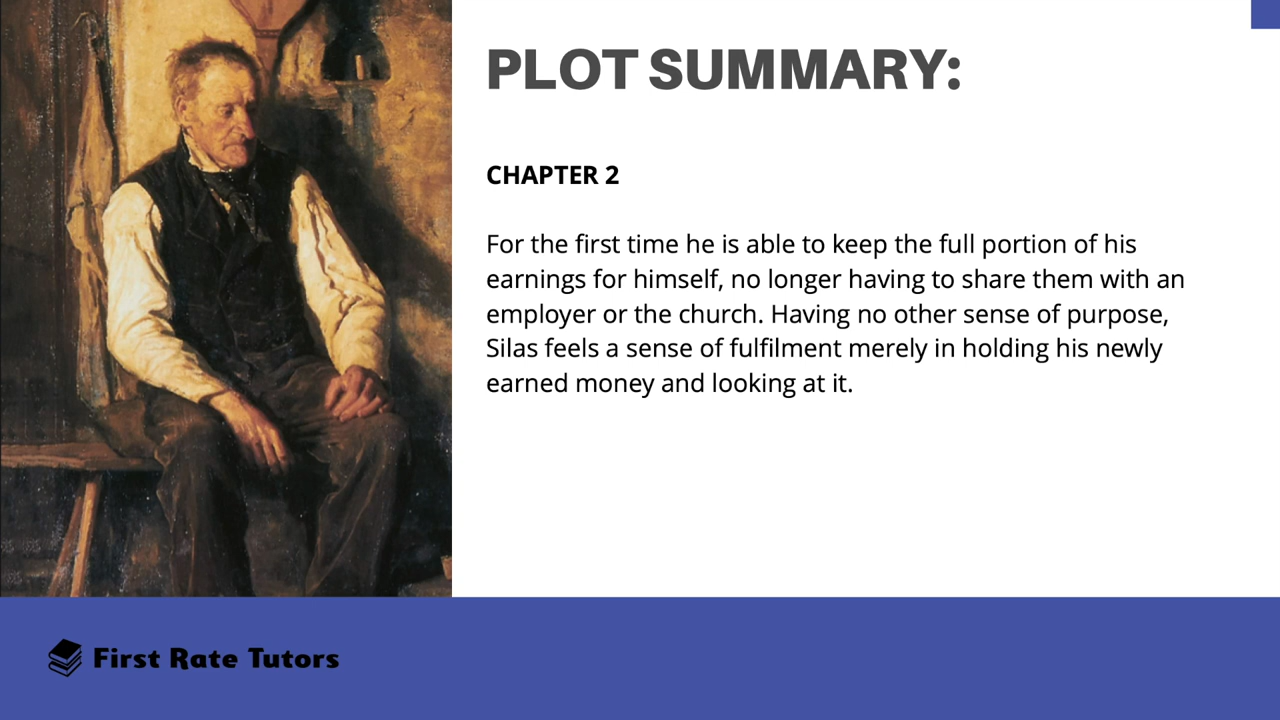 PLOT SUMMARY:
CHAPTER 2
For the first time he is able to keep the full portion of his
earnings for himself, no longer having to share them with an
employer or the church. Having no other sense of purpose,
Silas feels a sense of fulfilment merely in holding his newly
earned money and looking at it.
First Rate Tutors